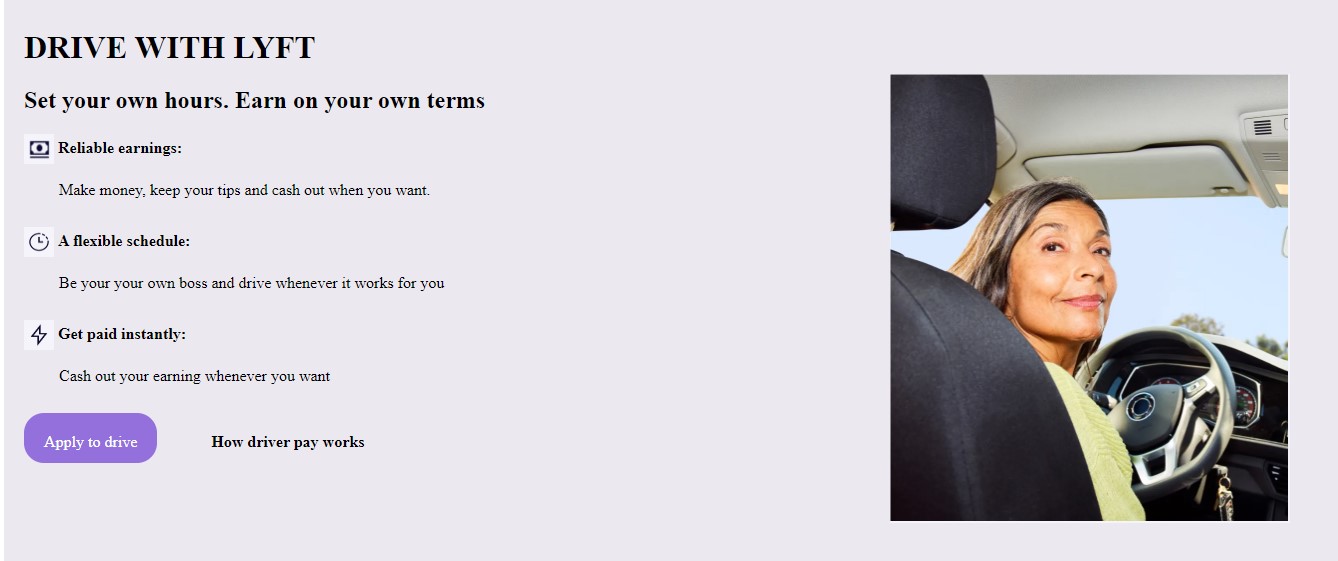 DRIVE WITH LYFT
Set your own hours. Earn on your own terms
Reliable earnings:
Make money, keep your tips and cash out when you want.
A flexible schedule:
Be your your own boss and drive whenever it works for you
Get paid instantly:
Cash out your earning whenever you want
Apply to drive
How driver pay works